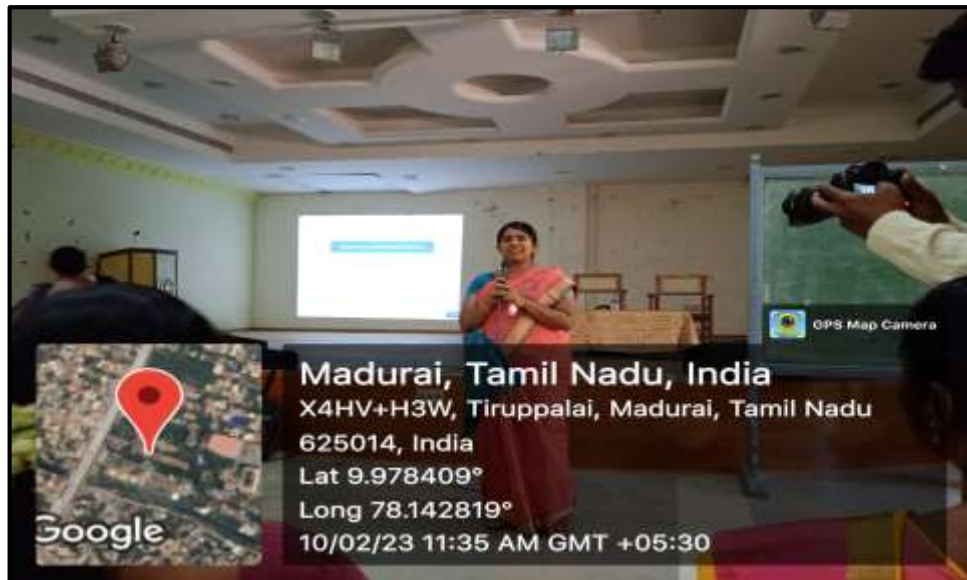 GPS Map Camera
Madurai, Tamil Nadu, India
X4HV+H3W, Tiruppalai, Madurai, Tamil Nadu
625014, India
Lat 9.978409°
Long 78.142819°
10/02/23 11:35 AM GMT +05:30
Google